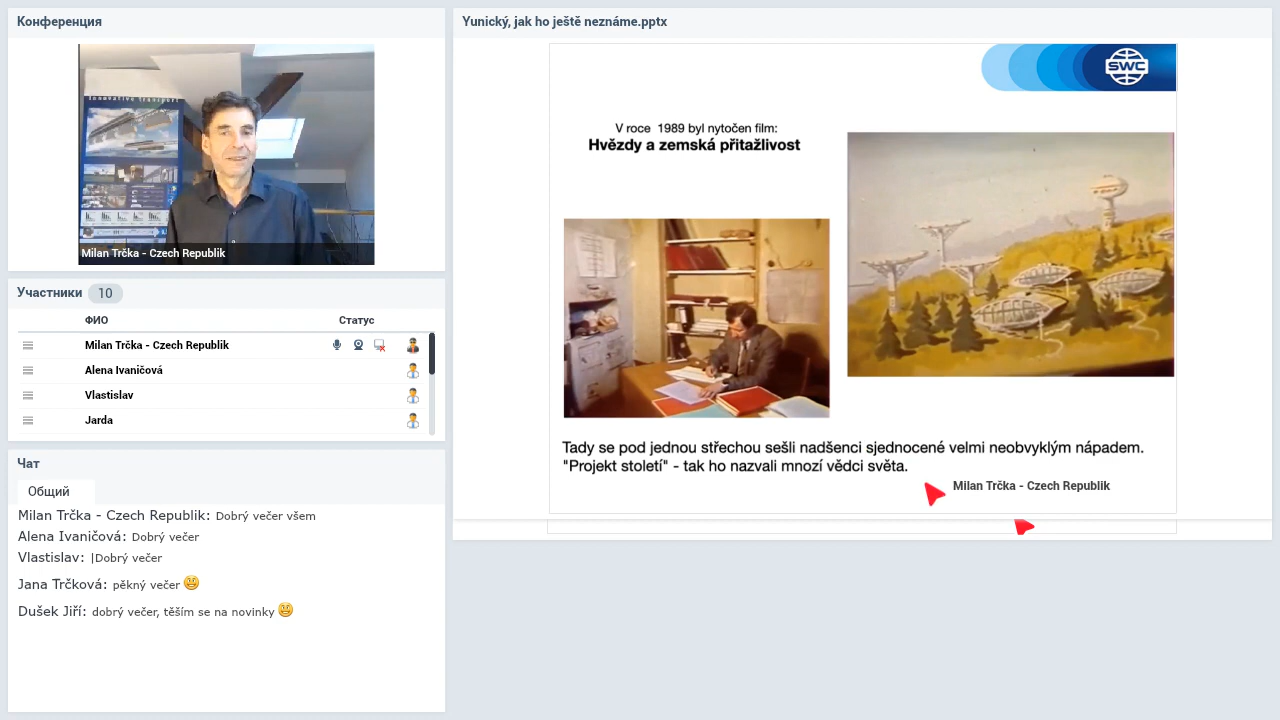 Конференция
Innovative transport
Milan Trčka - Czech Republik
Участники 10
ФИО Статус
Milan Trčka - Czech Republik
Alena Ivaničová
Vlastislav
Jarda
Чат
Общий
Milan Trčka - Czech Republik: Dobrý večer všem
Alena Ivaničová: Dobrý večer
Vlastislav: |Dobrý večer
Jana Trčková: pěkný večer
Dušek Jiří: dobrý večer, těším se na novinky
Yunický, jak ho ještě neznáme.pptx
SWC
V roce 1989 byl nytočen film:
Hvězdy a zemská přitažlivost
Tady se pod jednou střechou sešli nadšenci sjednocené velmi neobvyklým nápadem.
"Projekt století" - tak ho nazvali mnozí vědci světa.
Milan Trčka - Czech Republik